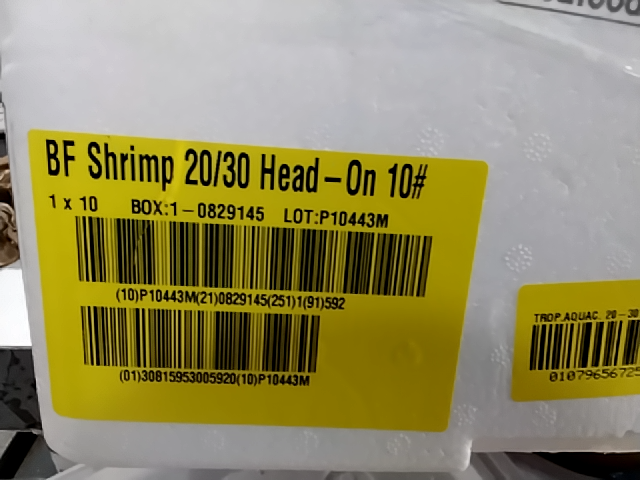 BF Shrimp 20/30 Head-On 10#
1 x 10 BOX:1-0829145 LOT:P10443M
(10)P10443M(21)0829145(251)1(91)592
(01)30815953005920(10)P10443M
TROP.AQUAC. 20-30
0107965672